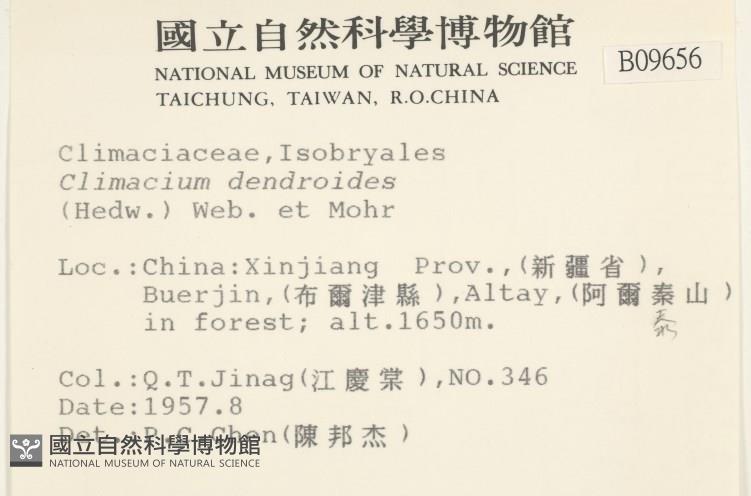 國立自然科學博物館
NATIONAL MUSEUM OF NATURAL SCIENCE
TAICHUNG, TAIWAN, R.O.CHINA
B09656
Climaciaceae,Isobryales
Climacium dendroides
(Hedw.) Web. et Mohr
Loc.:China:Xinjiang Prov.,(新疆省),
Buerjin,(布爾津縣),Altay,(阿爾秦山)
泰
in forest; alt.1650m.
Col.:Q.T.Jinag(江慶棠),NO.346
Date:1957.8
Det.:P.C.Chen(陳邦杰)
國立自然科學博物館
NATIONAL MUSEUM OF NATURAL SCIENCE